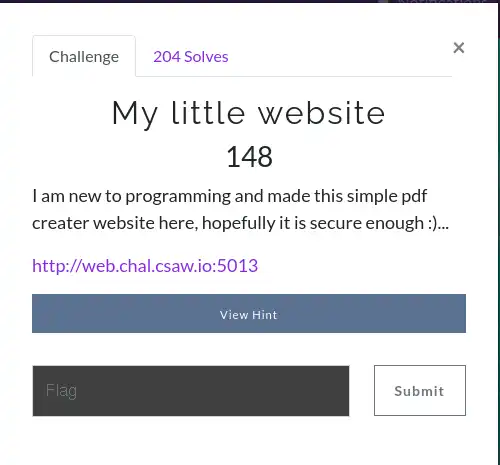 Challenge
204 Solves
×
My little website
148
I am new to programming and made this simple pdf
creater website here, hopefully it is secure enough :)...
http://web.chal.csaw.io:5013
View Hint
Flag
Submit